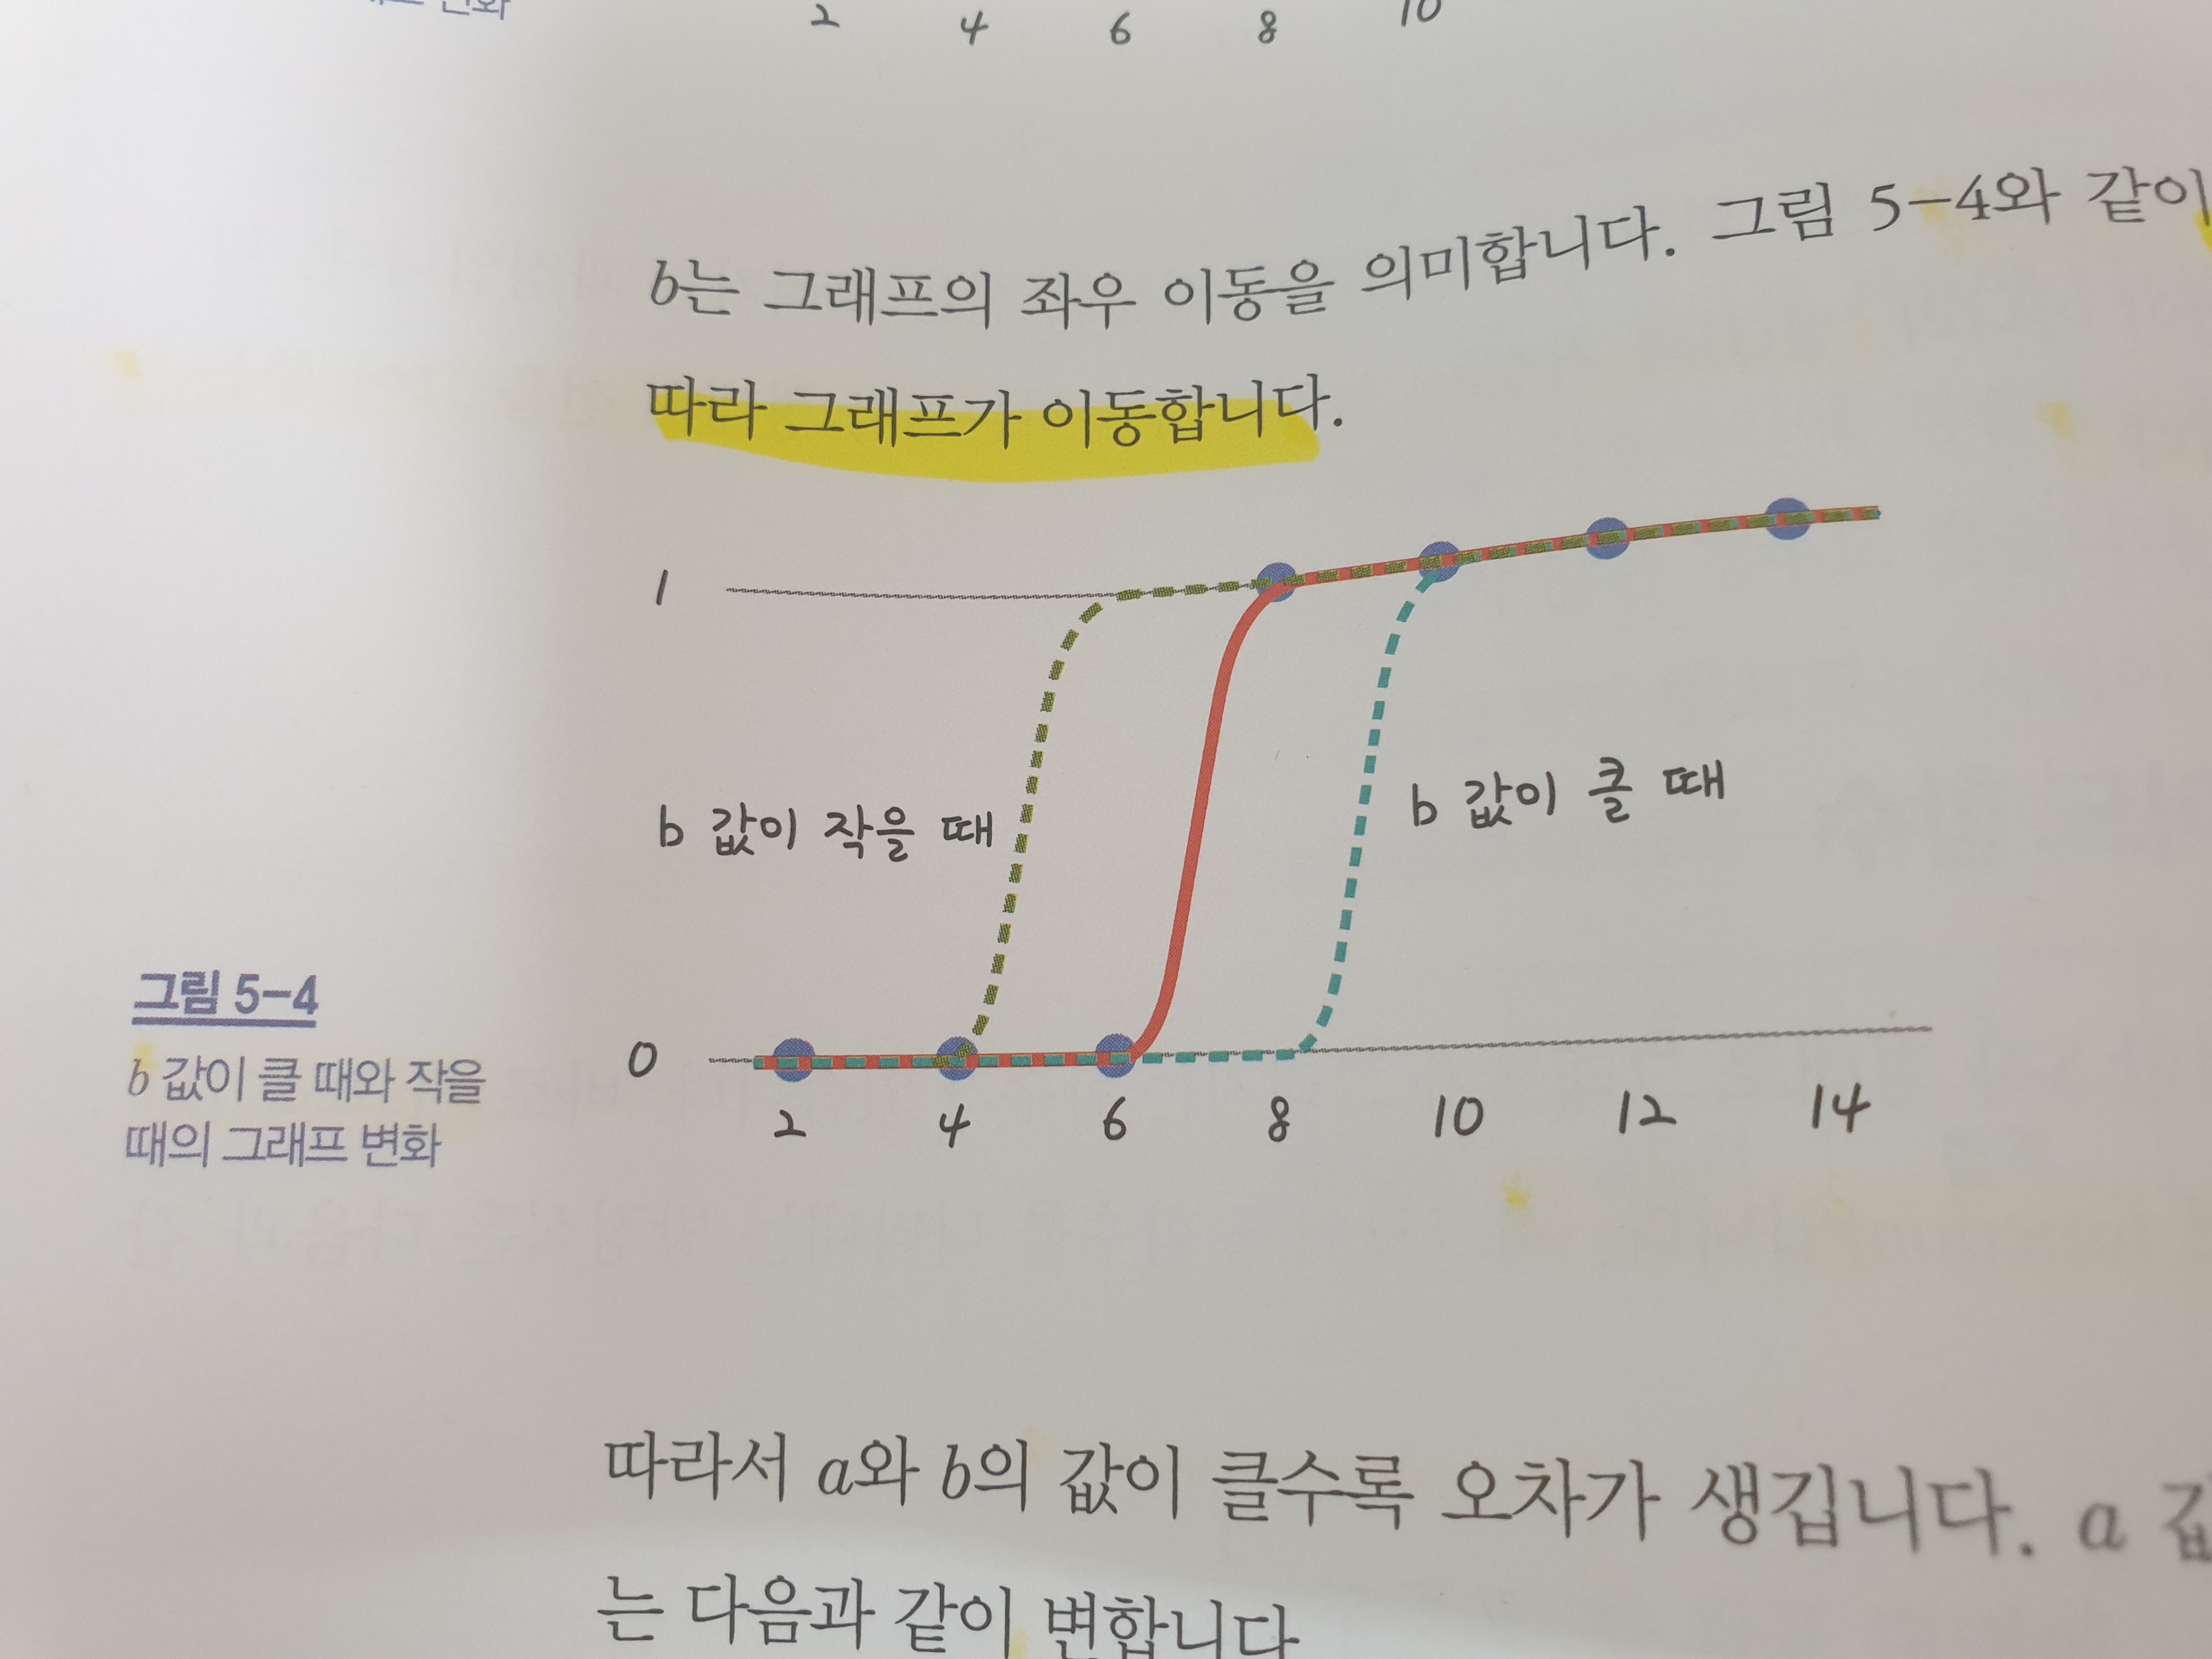 2 4 6 8 10
b는 그래프의 좌우 이동을 의미합니다. 그림 5-4와 같이
따라 그래프가 이동합니다.
그림 5-4
b 값이 클 때와 작을
때의 그래프 변화
1
b 값이 작을 때
b 값이 클 때
0
2 4 6 8 10 12 14
따라서 a와 b의 값이 클수록 오차가 생깁니다. a
는 다음과 같이 변합니다